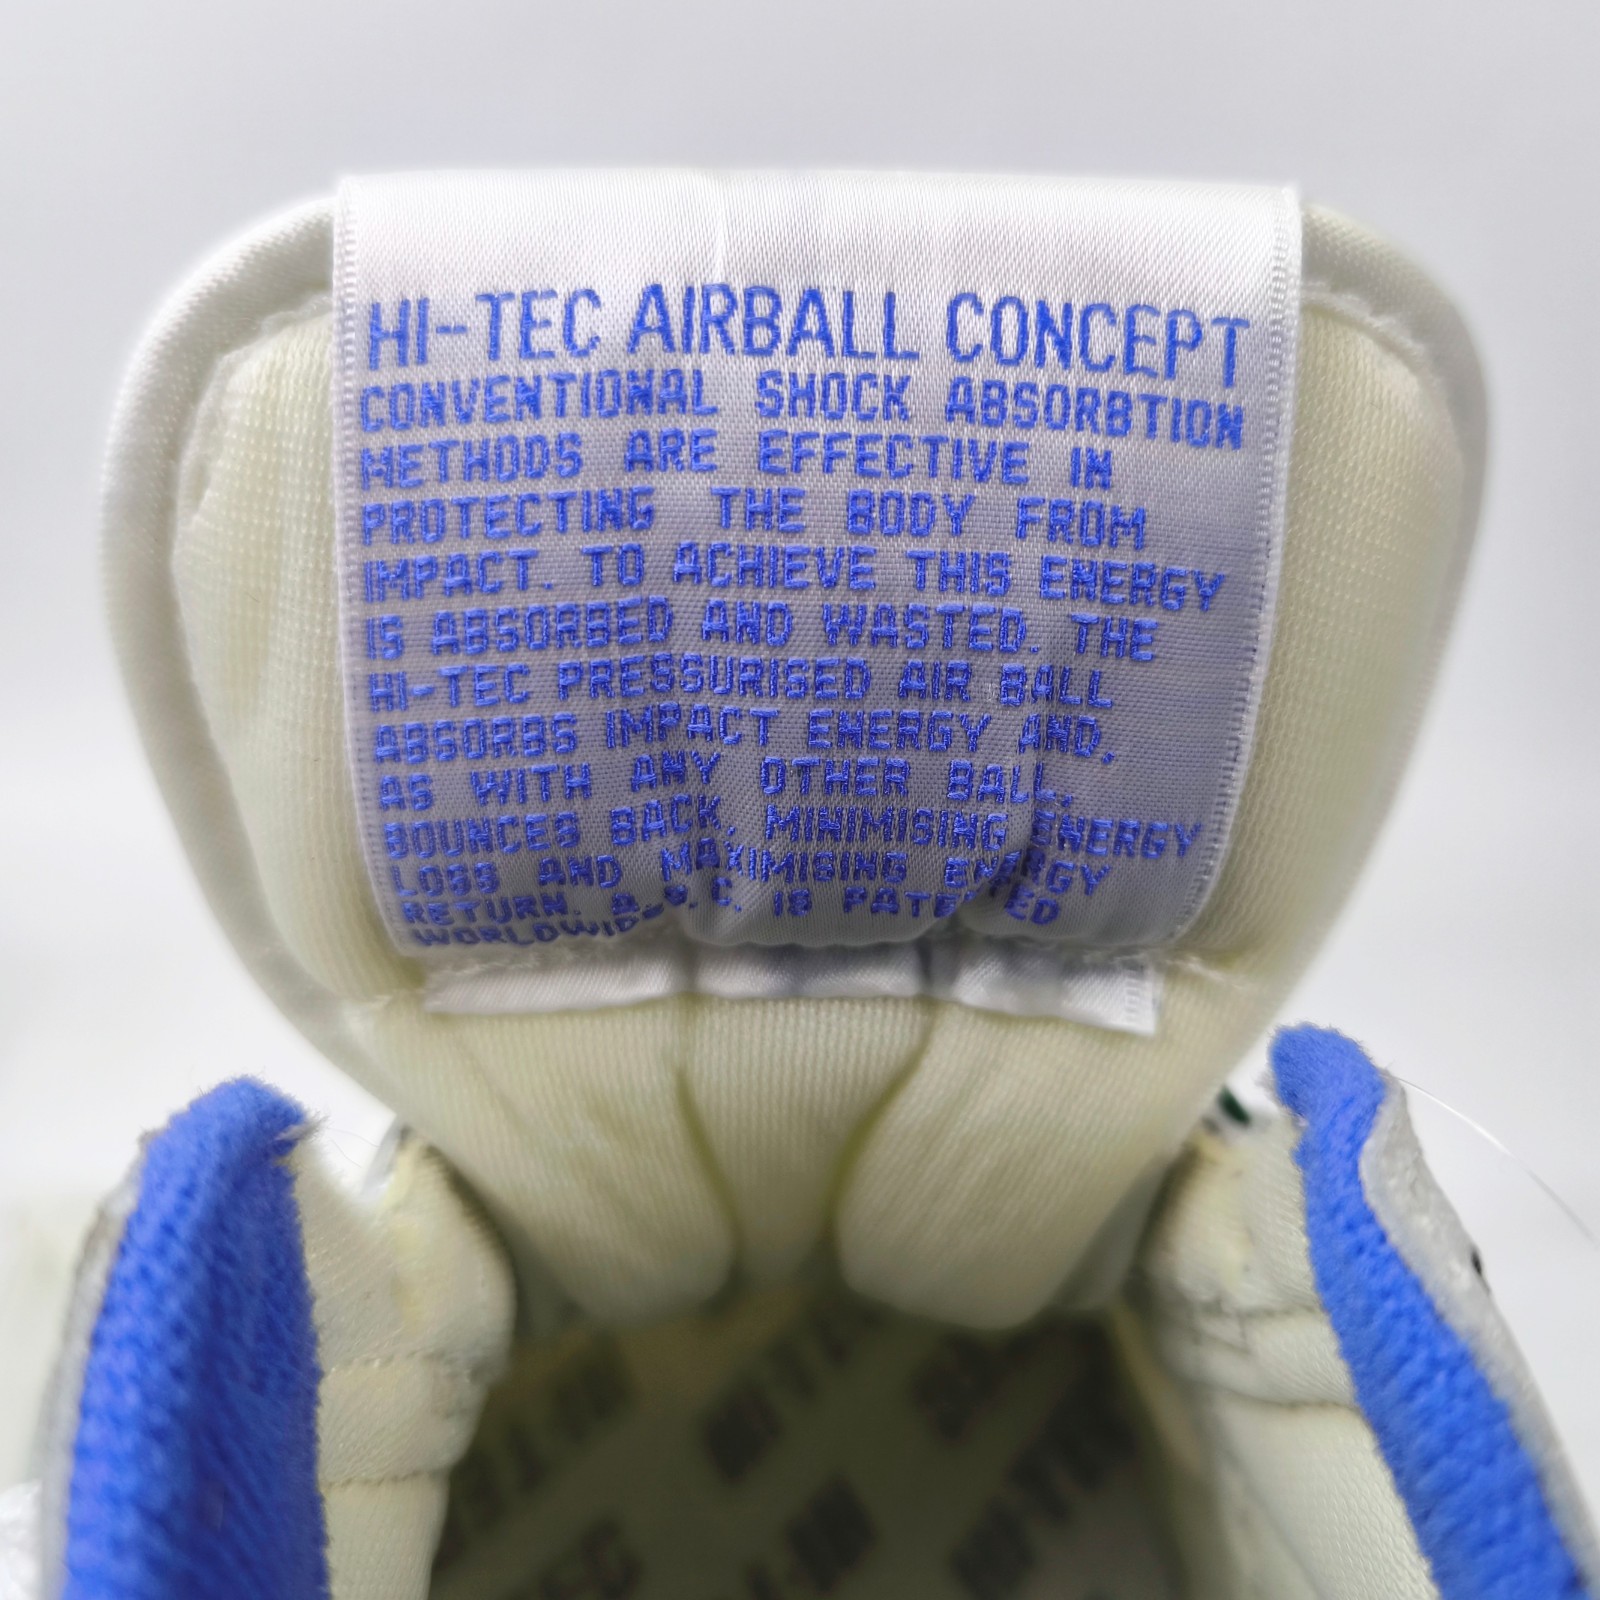 HI-TEC AIRBALL CONCEPT
CONVENTIONAL SHOCK ABSORBTION
METHODS ARE EFFECTIVE IN
PROTECTING THE BODY FROM
IMPACT. TO ACHIEVE THIS ENERGY
IS ABSORBED AND WASTED. THE
HI-TEC PRESSURISED AIR BALL
ABSORBS IMPACT ENERGY AND,
AS WITH ANY OTHER BALL,
BOUNCES BACK, MINIMISING ENERGY
LOSS AND MAXIMISING ENERGY
RETURN. A.B.C. IS PATENTED
WORLDWIDE